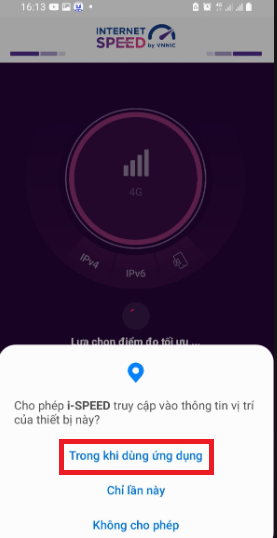 16:13
INTERNET
SPEED by VNNIC
4G
IPv4
IPv6
Lựa chọn điểm đo tối ưu ...
Cho phép i-SPEED truy cập vào thông tin vị trí
của thiết bị này?
Trong khi dùng ứng dụng
Chỉ lần này
Không cho phép